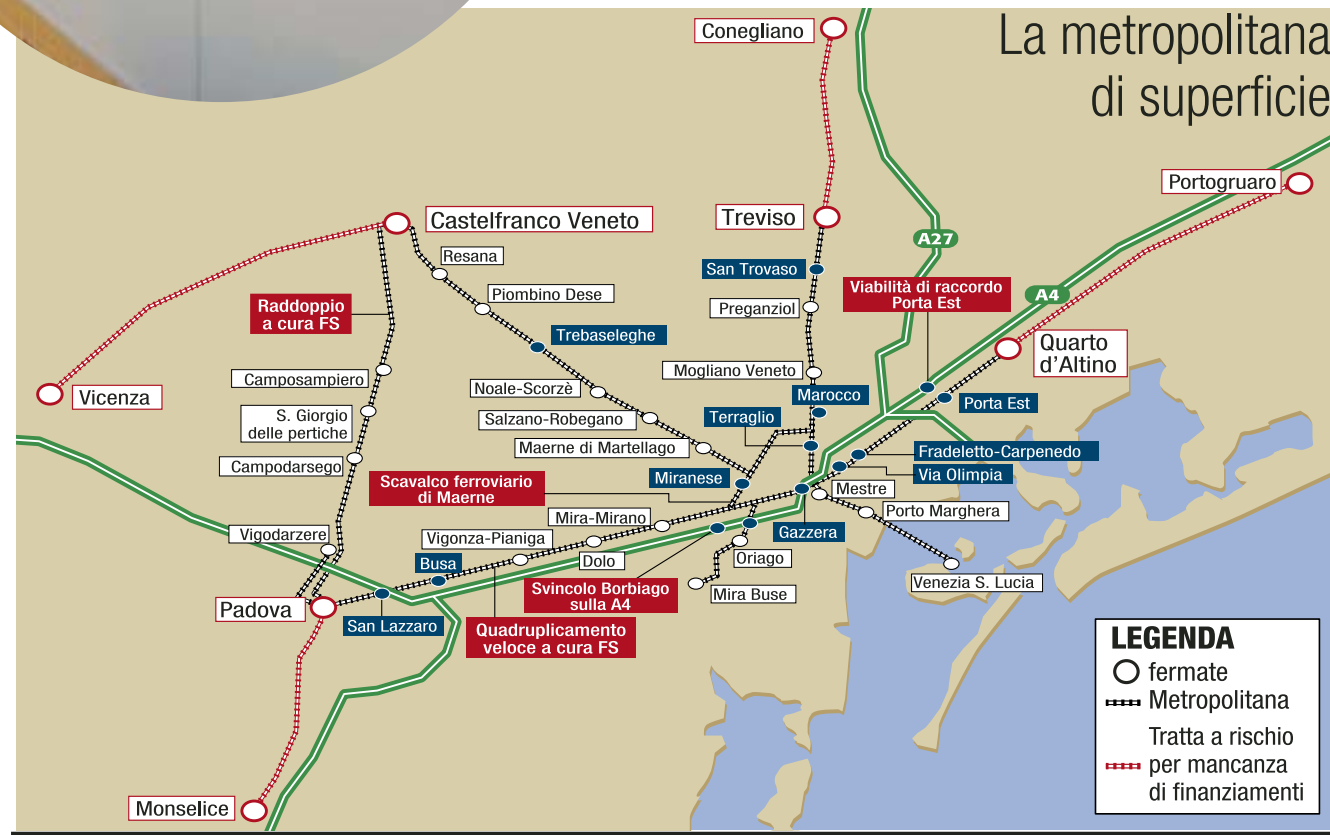 La metropolitana
di superficie
Conegliano
Portogruaro
Castelfranco Veneto
Treviso
A27
Resana
San Trovaso
Viabilità di raccordo
Porta Est
Piombino Dese
A4
Raddoppio
a cura FS
Preganziol
Trebaseleghe
Quarto
d'Altino
Camposampiero
Mogliano Veneto
Noale-Scorzè
Vicenza
Marocco
Porta Est
S. Giorgio
delle pertiche
Salzano-Robegano
Terraglio
Maerne di Martellago
Fradeletto-Carpenedo
Campodarsego
Via Olimpia
Scavalco ferroviario
di Maerne
Miranese
Mestre
Porto Marghera
Mira-Mirano
Gazzera
Vigodarzere
Vigonza-Pianiga
Dolo
Oriago
Busa
Venezia S. Lucia
Svincolo Borbiago
sulla A4
Mira Buse
Padova
San Lazzaro
Quadruplicamento
veloce a cura FS
Monselice
LEGENDA
fermate
Metropolitana
Tratta a rischio
per mancanza
di finanziamenti